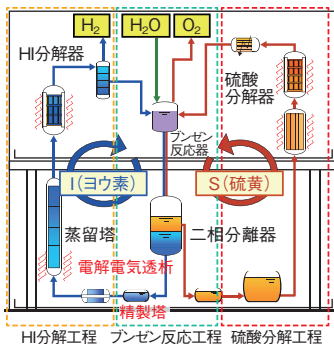 H₂
H₂O
O₂
HI分解器
硫酸
分解器
ブンゼン
反応器
I(ヨウ素)
S(硫黄)
蒸留塔
二相分離器
電解電気透析
精製塔
HI分解工程
ブンゼン反応工程
硫酸分解工程